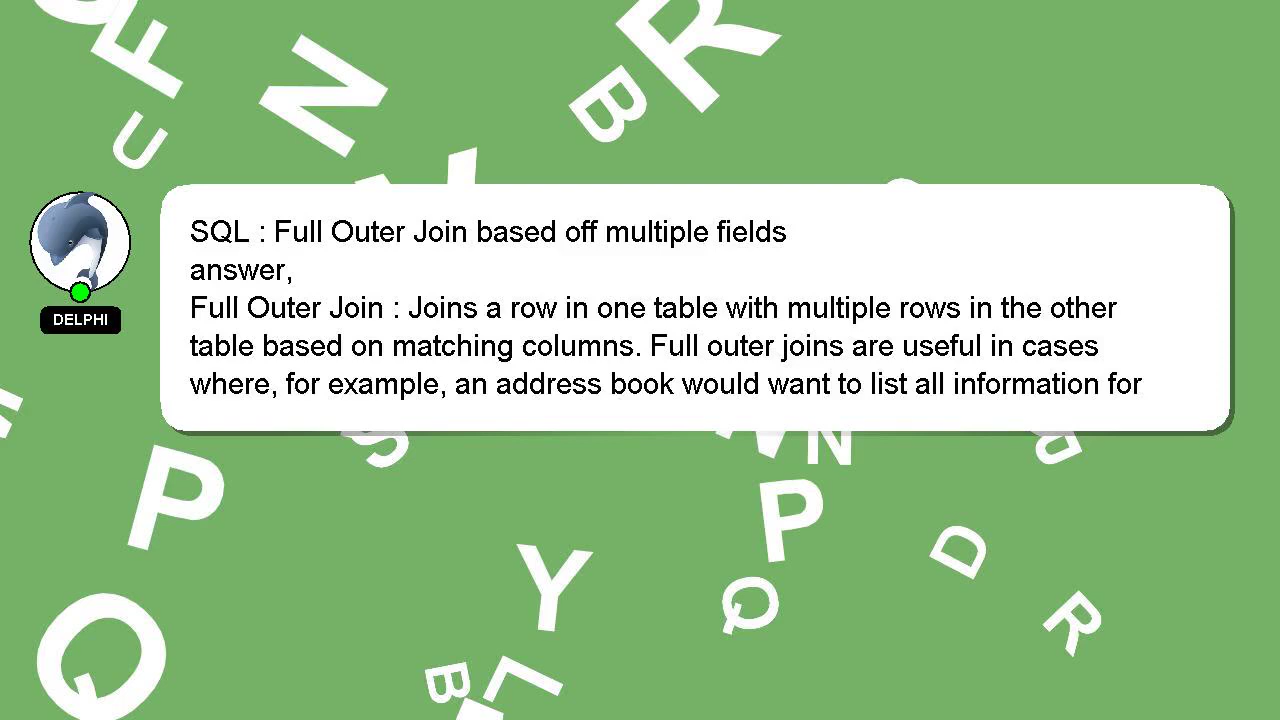 SQL : Full Outer Join based off multiple fields
answer,
Full Outer Join : Joins a row in one table with multiple rows in the other
table based on matching columns. Full outer joins are useful in cases
where, for example, an address book would want to list all information for
DELPHI
F
U
N
B
R
P
S
N
P
R
Y
Q
D
R
Q
B
L